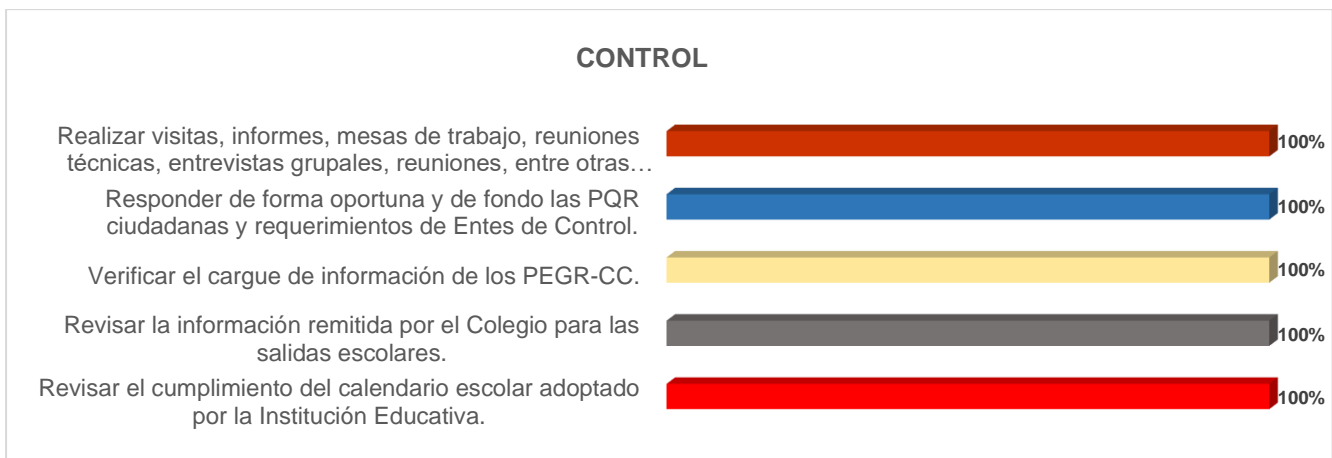 CONTROL
Realizar visitas, informes, mesas de trabajo, reuniones
técnicas, entrevistas grupales, reuniones, entre otras…
100%
Responder de forma oportuna y de fondo las PQR
ciudadanas y requerimientos de Entes de Control.
100%
Verificar el cargue de información de los PEGR-CC.
100%
Revisar la información remitida por el Colegio para las
salidas escolares.
100%
Revisar el cumplimiento del calendario escolar adoptado
por la Institución Educativa.
100%